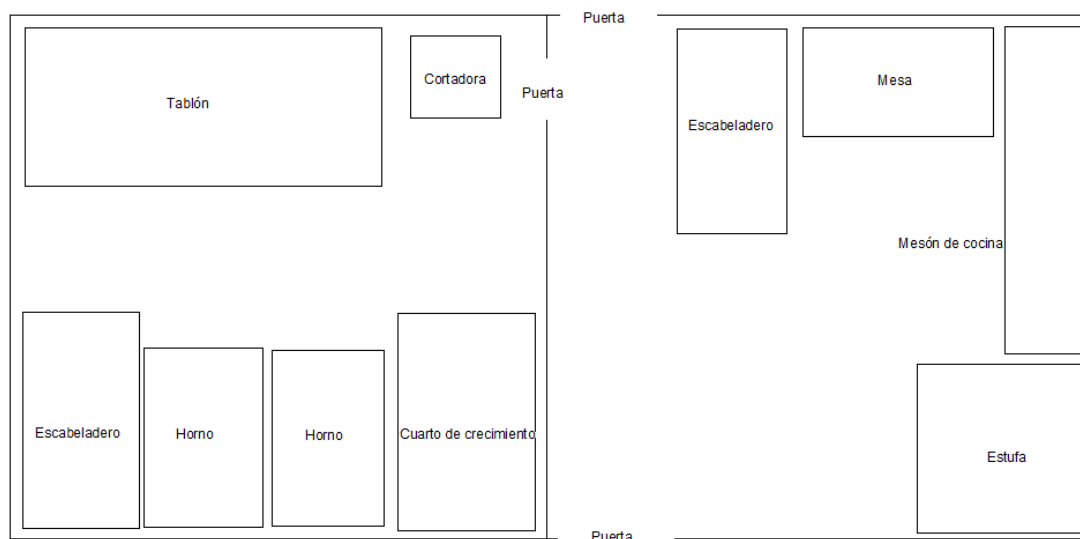 Puerta
Cortadora
Mesa
Puerta
Tablón
Escabeladero
Mesón de cocina
Escabeladero
Horno
Horno
Cuarto de crecimiento
Estufa
Puerta